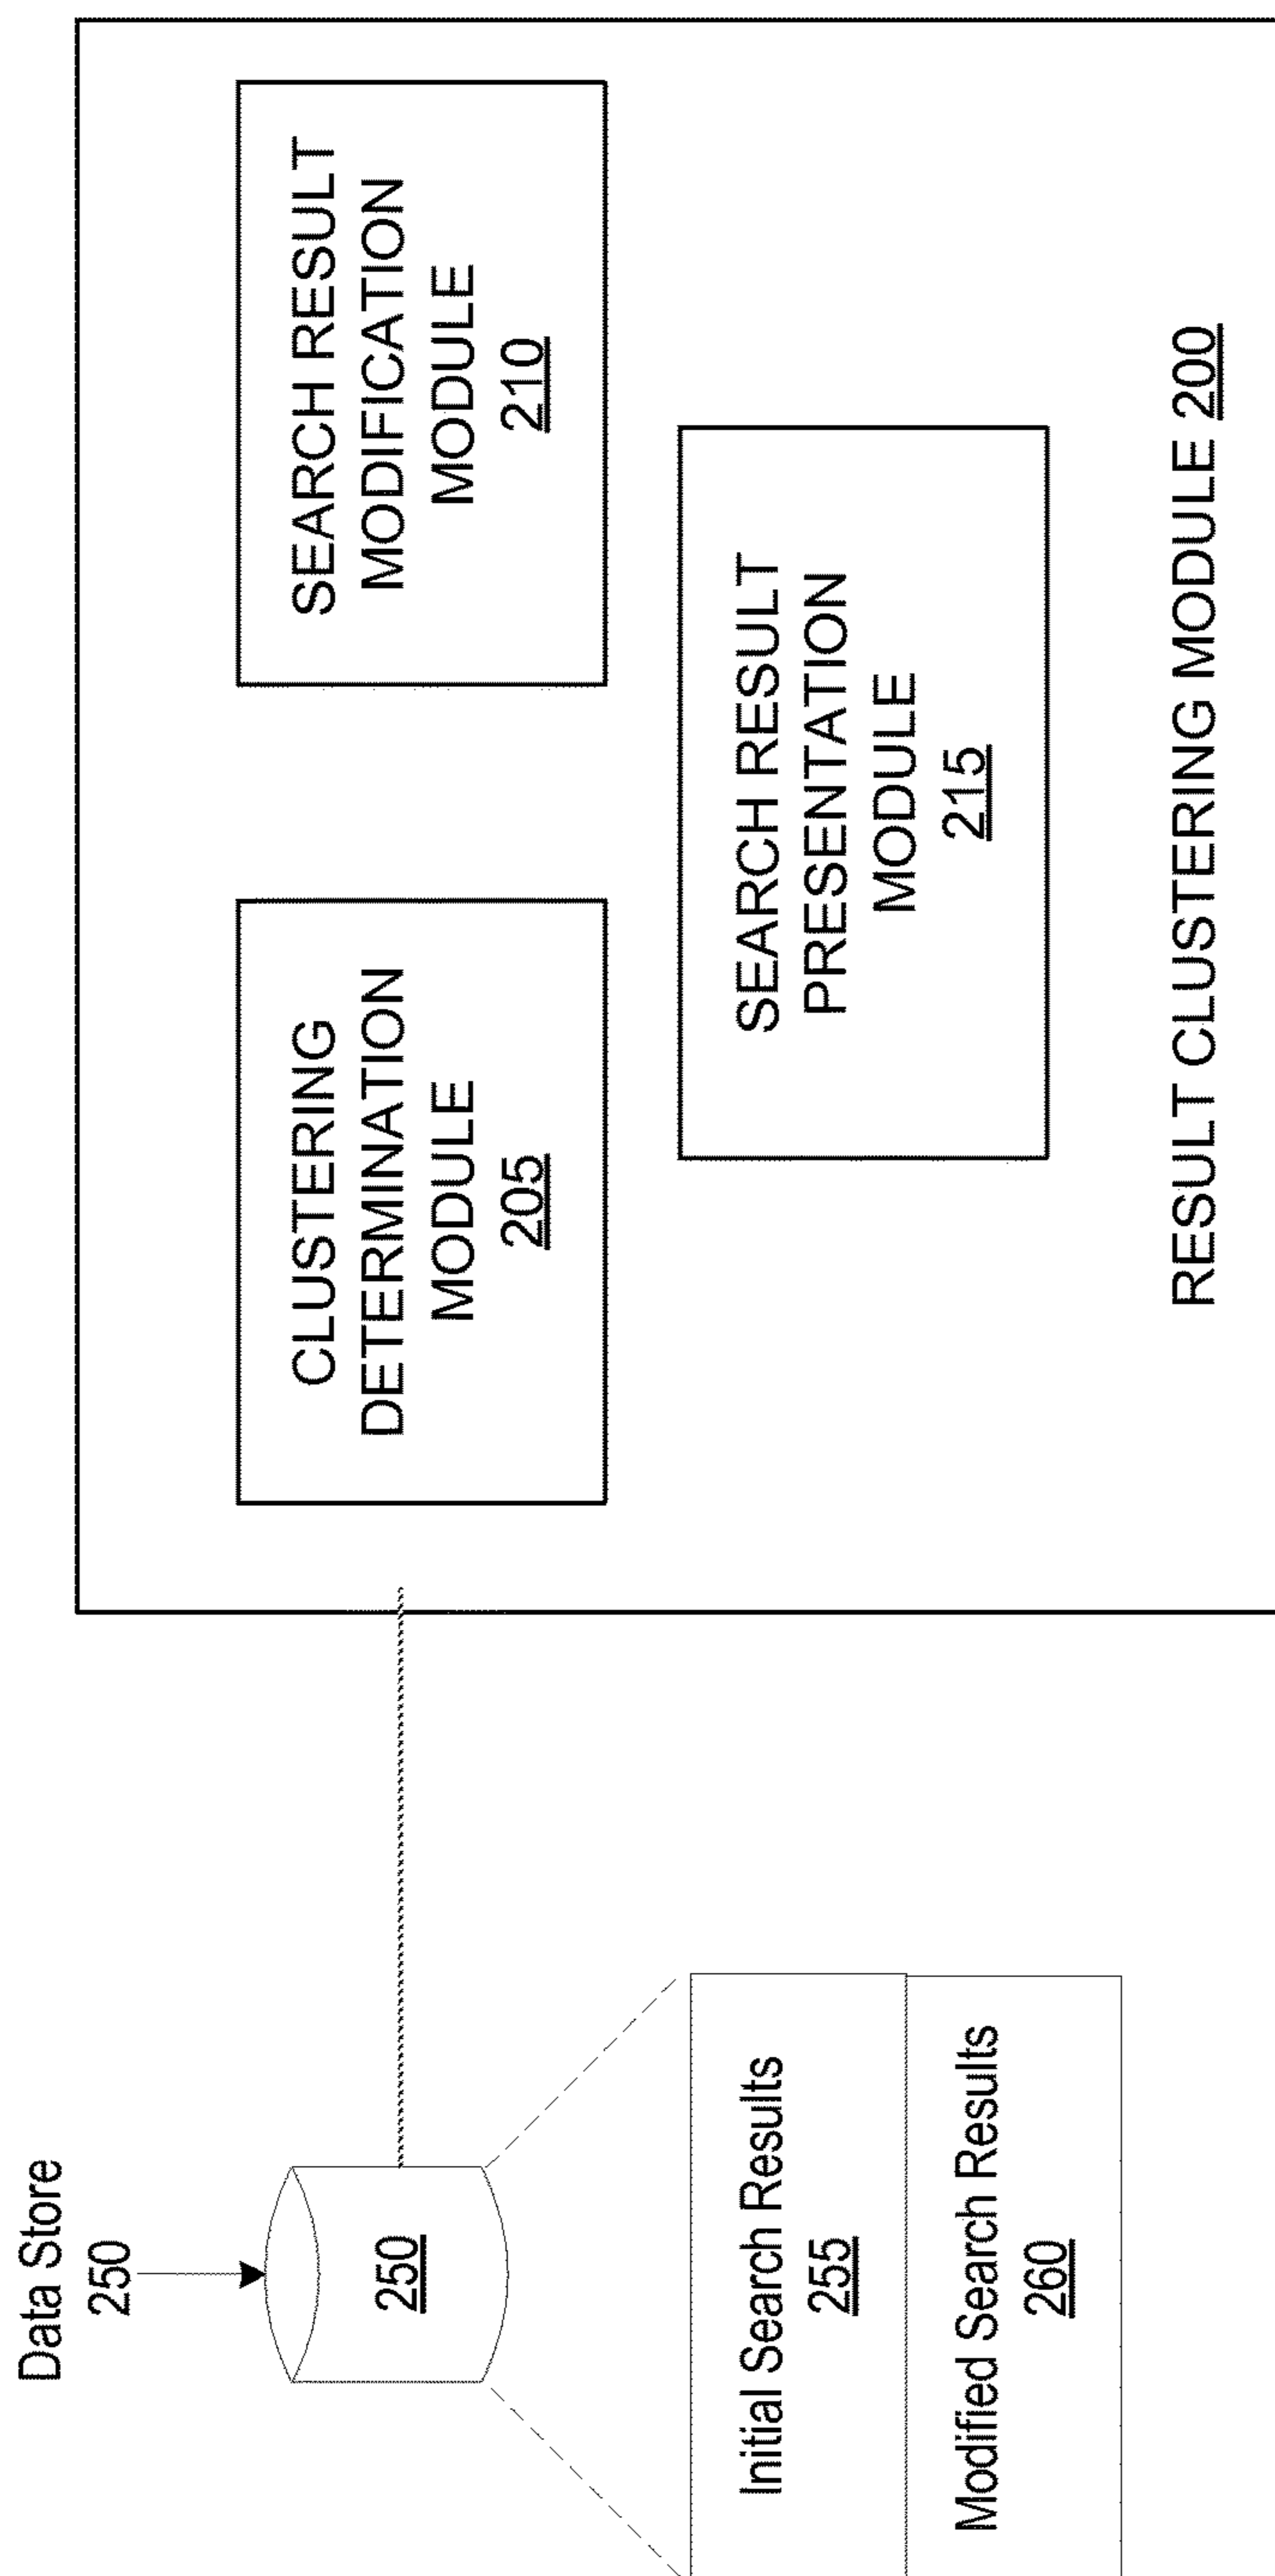 Data Store
250
250
Initial Search Results
255
Modified Search Results
260
CLUSTERING
DETERMINATION
MODULE
205
SEARCH RESULT
MODIFICATION
MODULE
210
SEARCH RESULT
PRESENTATION
MODULE
215
RESULT CLUSTERING MODULE 200